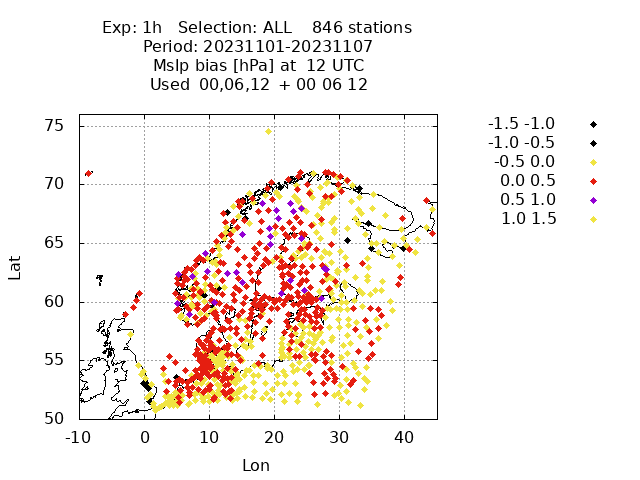 Exp: 1h   Selection: ALL    846 stations
Period: 20231101-20231107
Mslp bias [hPa] at  12 UTC
Used  00,06,12  + 00 06 12
-1.5 -1.0
-1.0 -0.5
-0.5 0.0
0.0 0.5
0.5 1.0
1.0 1.5
75
70
65
60
55
50
Lat
-10 0 10 20 30 40
Lon